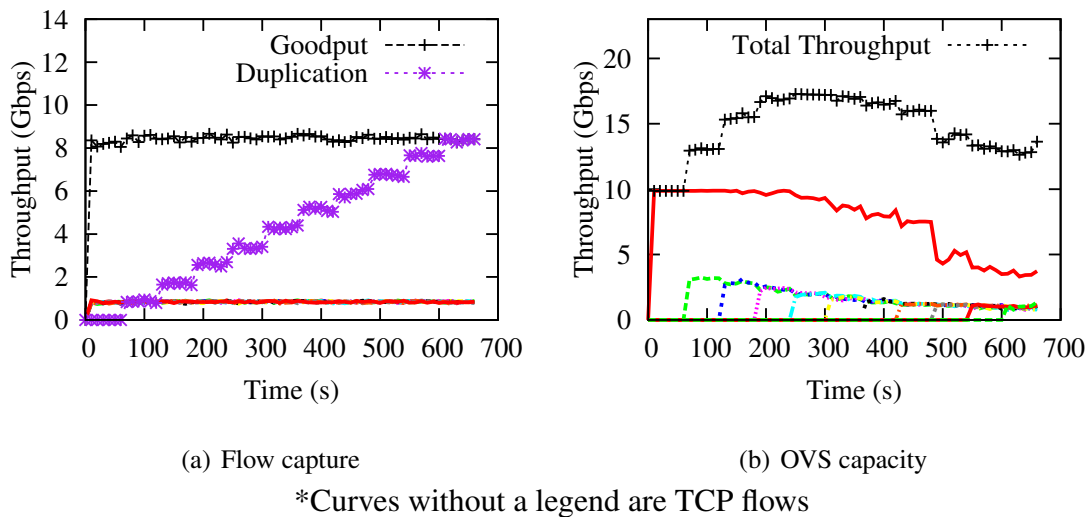 14
12
10
8
6
4
2
0
Throughput (Gbps)
Goodput
Duplication
0 100 200 300 400 500 600 700
Time (s)
(a) Flow capture
20
15
10
5
0
Throughput (Gbps)
Total Throughput
0 100 200 300 400 500 600 700
Time (s)
(b) OVS capacity
*Curves without a legend are TCP flows